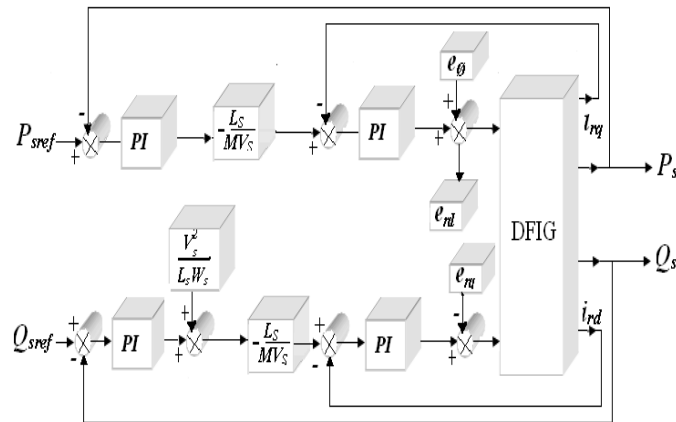 e_ø
-
-
+
+
P_sref
+
PI
-L_S/MV_S
+
PI
i_rq
P_s
e_rd
DFIG
V_s^2/L_sW_s
e_rq
Q_s
+
+
-
Q_sref
-
PI
+
-L_S/MV_S
-
PI
+
i_rd